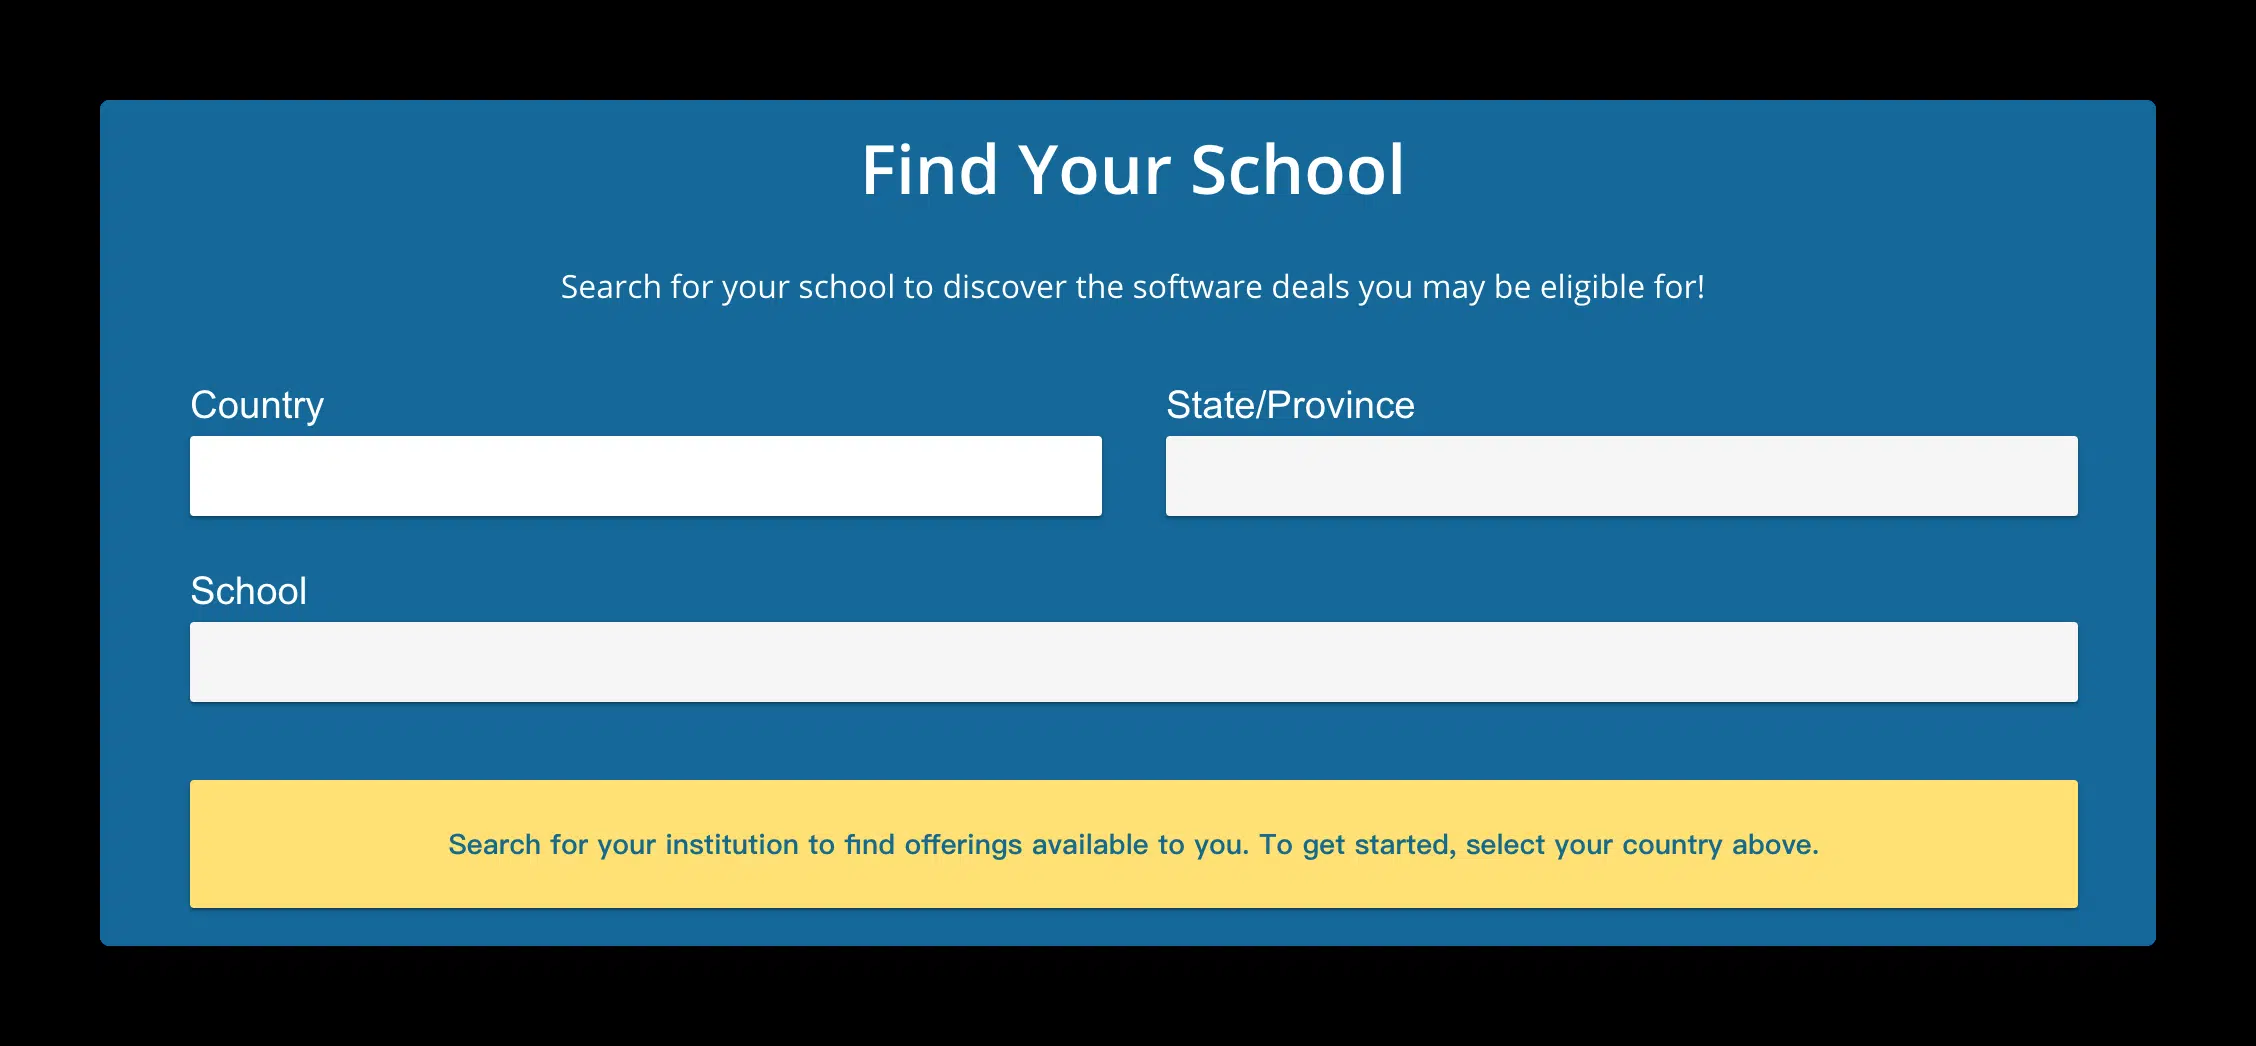 Find Your School
Search for your school to discover the software deals you may be eligible for!
Country
State/Province
School
Search for your institution to find offerings available to you. To get started, select your country above.